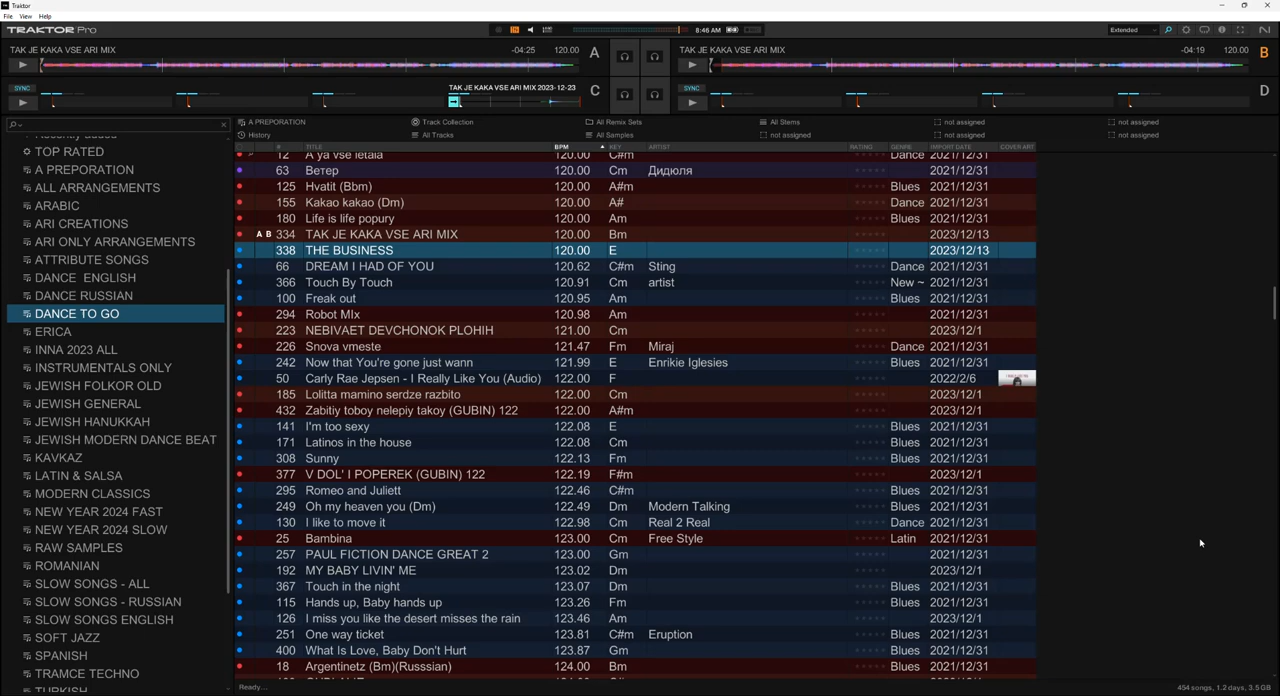 Traktor
File View Help
TRAKTOR PRO
8:46 AM
Extended
TAK JE KAKA VSE ARI MIX -04:25 120.00 A
TAK JE KAKA VSE ARI MIX -04:19 120.00 B
SYNC TAK JE KAKA VSE ARI MIX 2023-12-23 C
SYNC D
A PREPORATION Track Collection All Remix Sets All Stems not assigned not assigned
History All Tracks All Samples not assigned not assigned not assigned
Recently Added
TOP RATED
A PREPORATION
ALL ARRANGEMENTS
ARABIC
ARI CREATIONS
ARI ONLY ARRANGEMENTS
ATTRIBUTE SONGS
DANCE ENGLISH
DANCE RUSSIAN
DANCE TO GO
ERICA
INNA 2023 ALL
INSTRUMENTALS ONLY
JEWISH FOLKOR OLD
JEWISH GENERAL
JEWISH HANUKKAH
JEWISH MODERN DANCE BEAT
KAVKAZ
LATIN & SALSA
MODERN CLASSICS
NEW YEAR 2024 FAST
NEW YEAR 2024 SLOW
RAW SAMPLES
ROMANIAN
SLOW SONGS - ALL
SLOW SONGS - RUSSIAN
SLOW SONGS ENGLISH
SOFT JAZZ
SPANISH
TRAMCE TECHNO
TURKISH
# TITLE BPM KEY ARTIST RATING GENRE IMPORT DATE COVER ART
12 A ya vse letala 120.00 C#m Dance 2021/12/31
63 Ветер 120.00 Cm Дидюля 2021/12/31
125 Hvatit (Bbm) 120.00 A#m Blues 2021/12/31
155 Kakao kakao (Dm) 120.00 A# Dance 2021/12/31
180 Life is life popury 120.00 Am Blues 2021/12/31
A B 334 TAK JE KAKA VSE ARI MIX 120.00 Bm 2023/12/13
338 THE BUSINESS 120.00 E 2023/12/13
66 DREAM I HAD OF YOU 120.62 C#m Sting Dance 2021/12/31
366 Touch By Touch 120.91 Cm artist New ~ 2021/12/31
100 Freak out 120.95 Am Blues 2021/12/31
294 Robot MIx 120.98 Am 2021/12/31
223 NEBIVAET DEVCHONOK PLOHIH 121.00 Cm 2023/12/1
226 Snova vmeste 121.47 Fm Miraj Dance 2021/12/31
242 Now that You're gone just wann 121.99 E Enrikie Iglesies Blues 2021/12/31
50 Carly Rae Jepsen - I Really Like You (Audio) 122.00 F 2022/2/6
185 Lolitta mamino serdze razbito 122.00 Cm 2023/12/1
432 Zabitiy toboy nelepiy takoy (GUBIN) 122 122.00 A#m 2023/12/1
141 I'm too sexy 122.08 E Blues 2021/12/31
171 Latinos in the house 122.08 Cm Blues 2021/12/31
308 Sunny 122.13 Fm Blues 2021/12/31
377 V DOL' I POPEREK (GUBIN) 122 122.19 F#m 2023/12/1
295 Romeo and Juliett 122.46 C#m Blues 2021/12/31
249 Oh my heaven you (Dm) 122.49 Dm Modern Talking Blues 2021/12/31
130 I like to move it 122.98 Cm Real 2 Real Dance 2021/12/31
25 Bambina 123.00 Cm Free Style Latin 2021/12/31
257 PAUL FICTION DANCE GREAT 2 123.00 Gm 2021/12/31
192 MY BABY LIVIN' ME 123.00 Dm 2023/12/1
367 Touch in the night 123.07 Dm Blues 2021/12/31
115 Hands up, Baby hands up 123.26 Fm Blues 2021/12/31
126 I miss you like the desert misses the rain 123.46 Am 2023/12/1
251 One way ticket 123.81 C#m Eruption Blues 2021/12/31
400 What Is Love, Baby Don't Hurt 123.87 Gm Blues 2021/12/31
18 Argentinetz (Bm)(Russsian) 124.00 Bm Blues 2021/12/31
Ready...
454 songs, 1.2 days, 3.5 GB